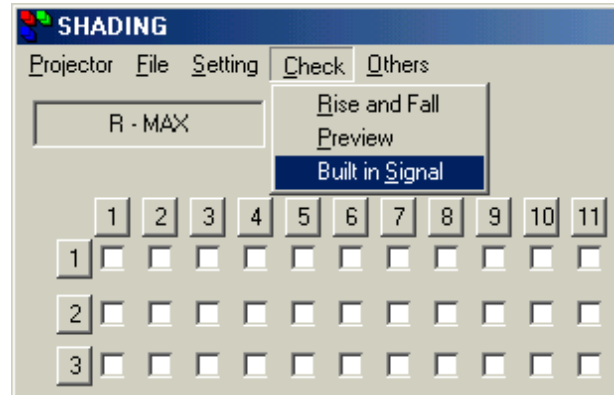 SHADING
Projector File Setting Check Others
Rise and Fall
R - MAX
Preview
Built in Signal
1 2 3 4 5 6 7 8 9 10 11
1
2
3